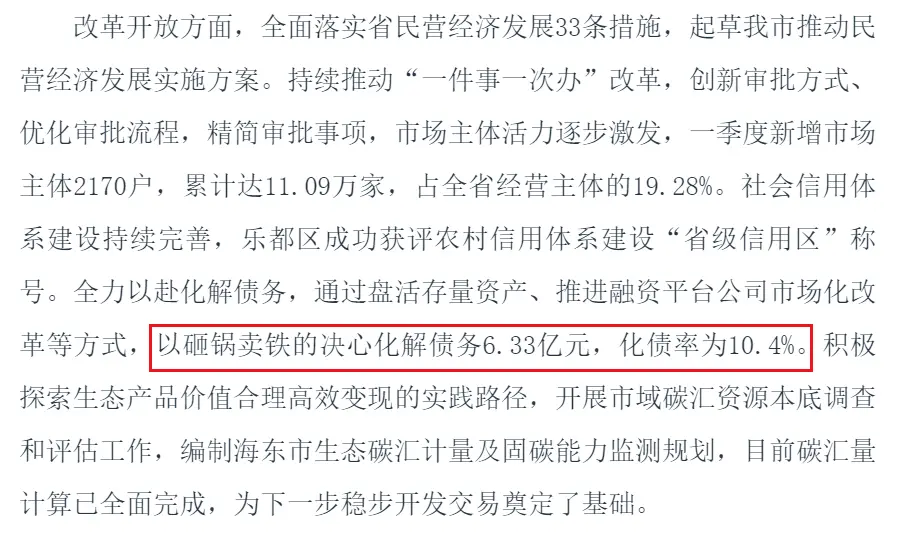 改革开放方面，全面落实省民营经济发展33条措施，起草我市推动民
营经济发展实施方案。持续推动“一件事一次办”改革，创新审批方式、
优化审批流程，精简审批事项，市场主体活力逐步激发，一季度新增市场
主体2170户，累计达11.09万家，占全省经营主体的19.28%。社会信用体
系建设持续完善，乐都区成功获评农村信用体系建设“省级信用区”称
号。全力以赴化解债务，通过盘活存量资产、推进融资平台公司市场化改
革等方式，以砸锅卖铁的决心化解债务6.33亿元，化债率为10.4%。积极
探索生态产品价值合理高效变现的实践路径，开展市域碳汇资源本底调查
和评估工作，编制海东市生态碳汇计量及固碳能力监测规划，目前碳汇量
计算已全面完成，为下一步稳步开发交易奠定了基础。